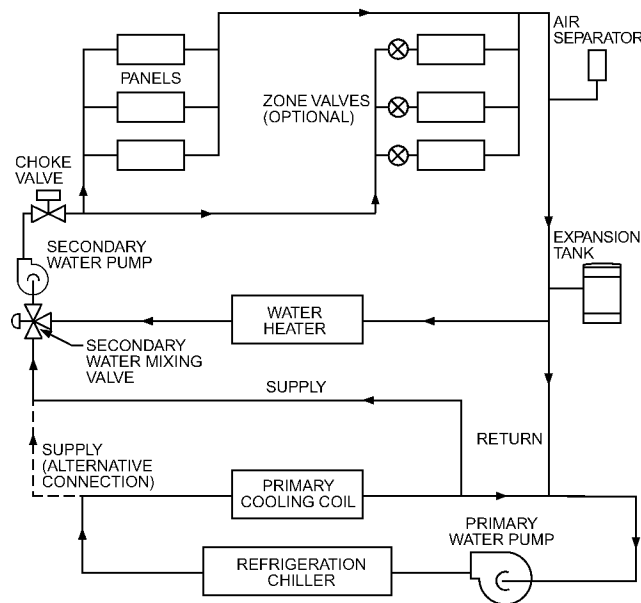 AIR
SEPARATOR
PANELS
ZONE VALVES
(OPTIONAL)
CHOKE
VALVE
SECONDARY
WATER PUMP
EXPANSION
TANK
WATER
HEATER
SECONDARY
WATER MIXING
VALVE
SUPPLY
RETURN
SUPPLY
(ALTERNATIVE
CONNECTION)
PRIMARY
COOLING COIL
PRIMARY
WATER PUMP
REFRIGERATION
CHILLER